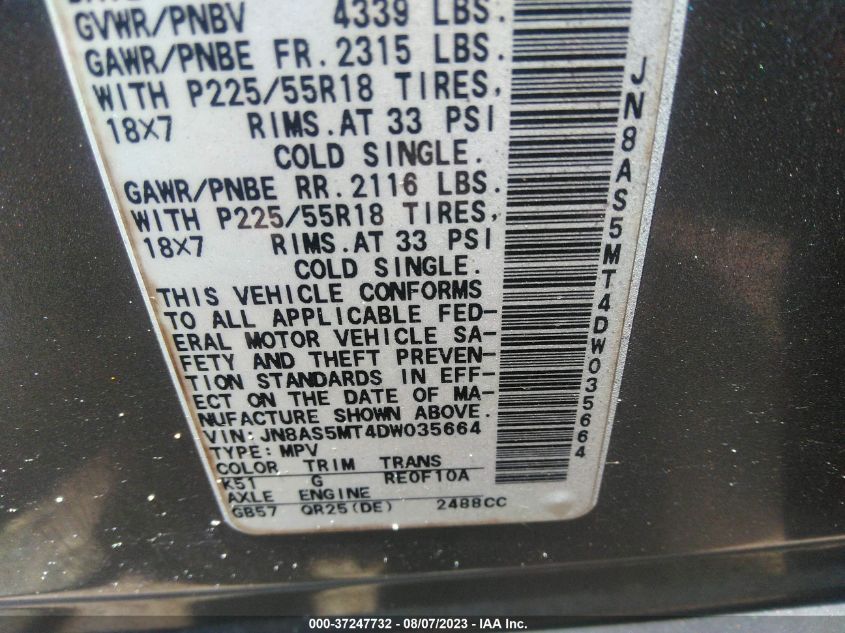 GVWR/PNBV 4339 LBS.
GAWR/PNBE FR.2315 LBS.
WITH P225/55R18 TIRES,
18X7 RIMS.AT 33 PSI
COLD SINGLE.
GAWR/PNBE RR.2116 LBS.
WITH P225/55R18 TIRES,
18X7 RIMS.AT 33 PSI
COLD SINGLE.
THIS VEHICLE CONFORMS
TO ALL APPLICABLE FED-
ERAL MOTOR VEHICLE SA-
FETY AND THEFT PREVEN-
TION STANDARDS IN EFF-
ECT ON THE DATE OF MA-
NUFACTURE SHOWN ABOVE.
VIN:JN8AS5MT4DW035664
TYPE:MPV
COLOR TRIM TRANS
K51 G RE0F10A
AXLE ENGINE
GB57 QR25(DE) 2488CC
JN8AS5MT4DW035664
000-37247732 - 08/07/2023 - IAA Inc.